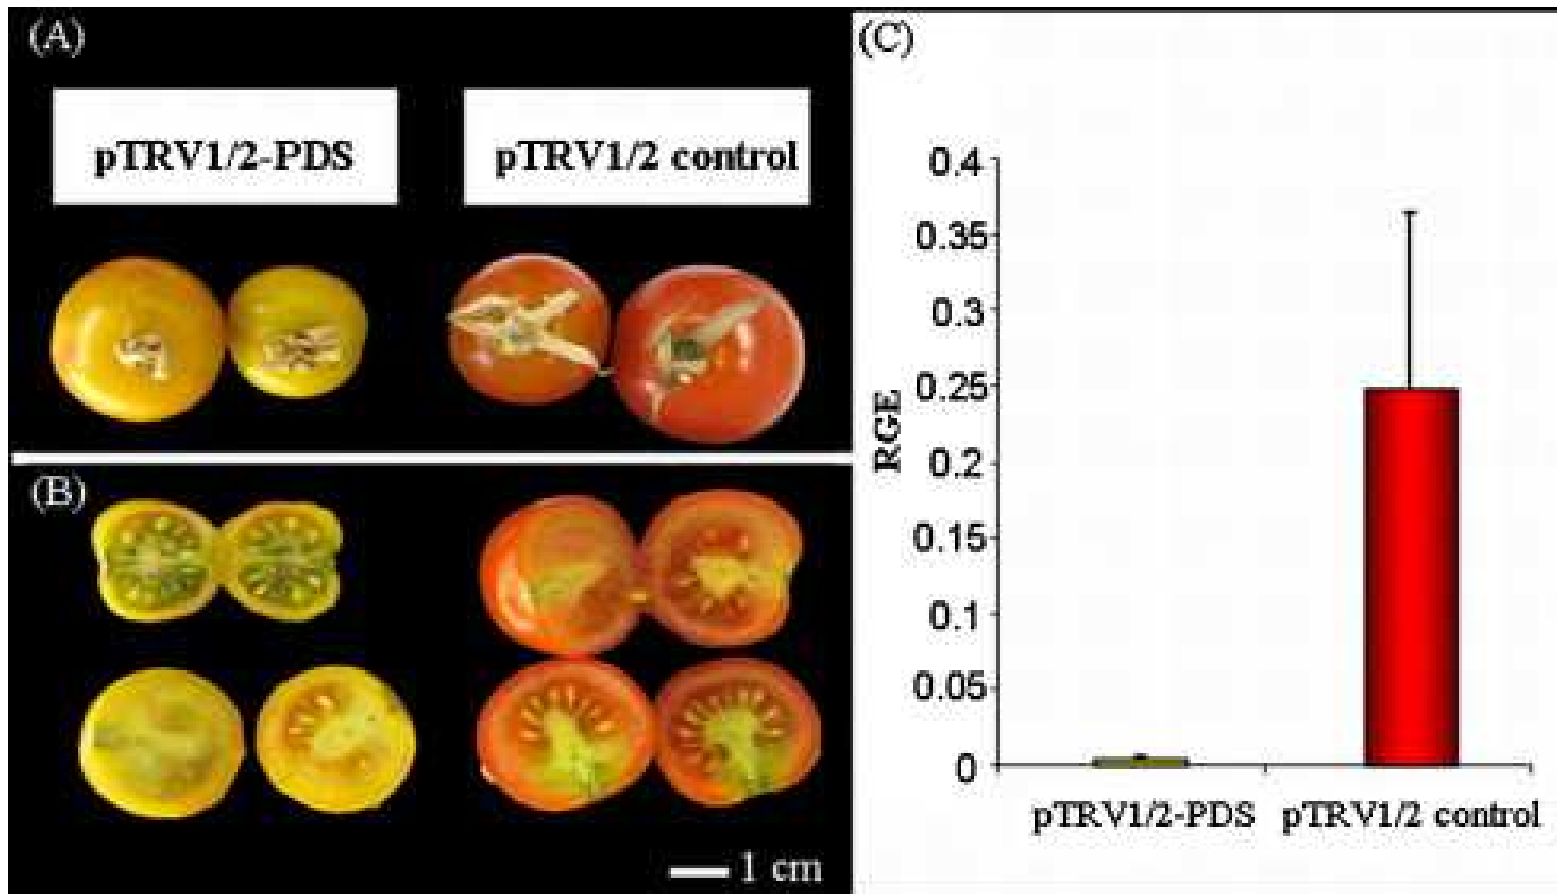 (A)
pTRV1/2-PDS
pTRV1/2 control
(B)
1 cm
(C)
0.4
0.35
0.3
0.25
0.2
0.15
0.1
0.05
0
RGE
pTRV1/2-PDS
pTRV1/2 control